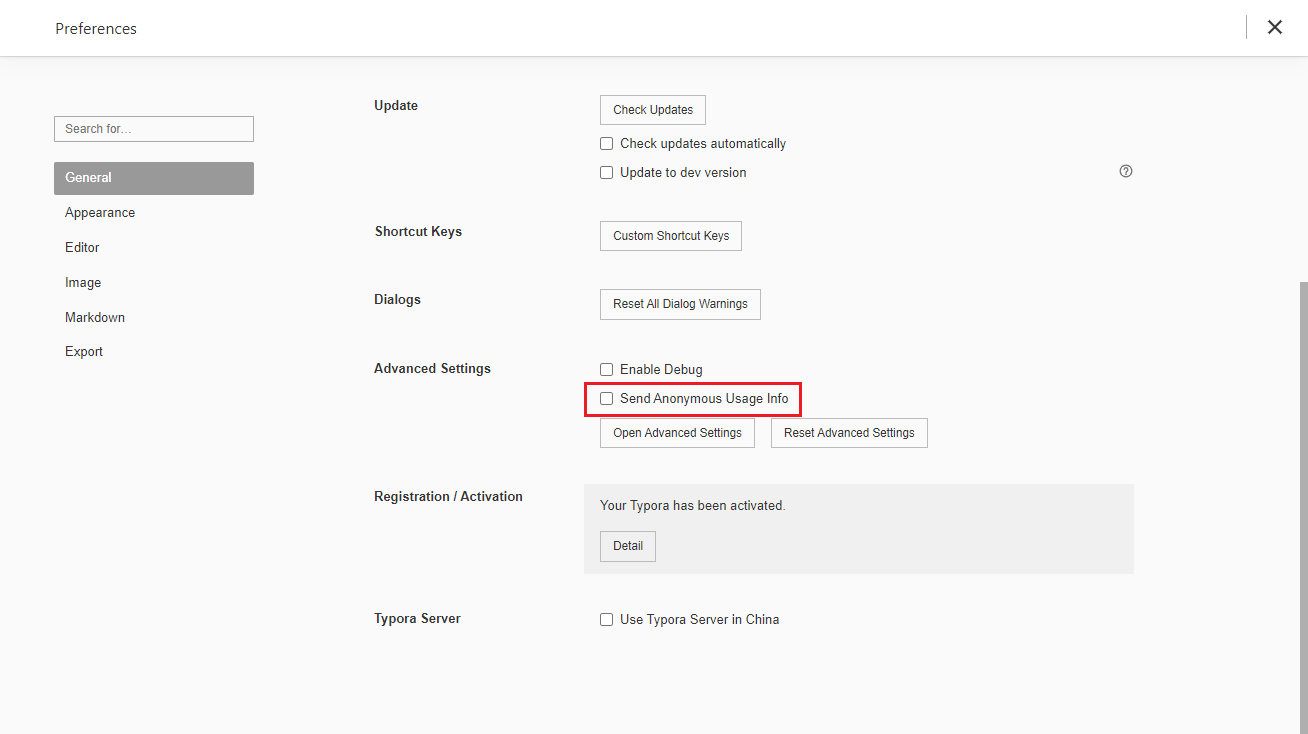 Preferences
Search for...
General
Appearance
Editor
Image
Markdown
Export
Update
Check Updates
Check updates automatically
Update to dev version
Shortcut Keys
Custom Shortcut Keys
Dialogs
Reset All Dialog Warnings
Advanced Settings
Enable Debug
Send Anonymous Usage Info
Open Advanced Settings Reset Advanced Settings
Registration / Activation
Your Typora has been activated.
Detail
Typora Server
Use Typora Server in China